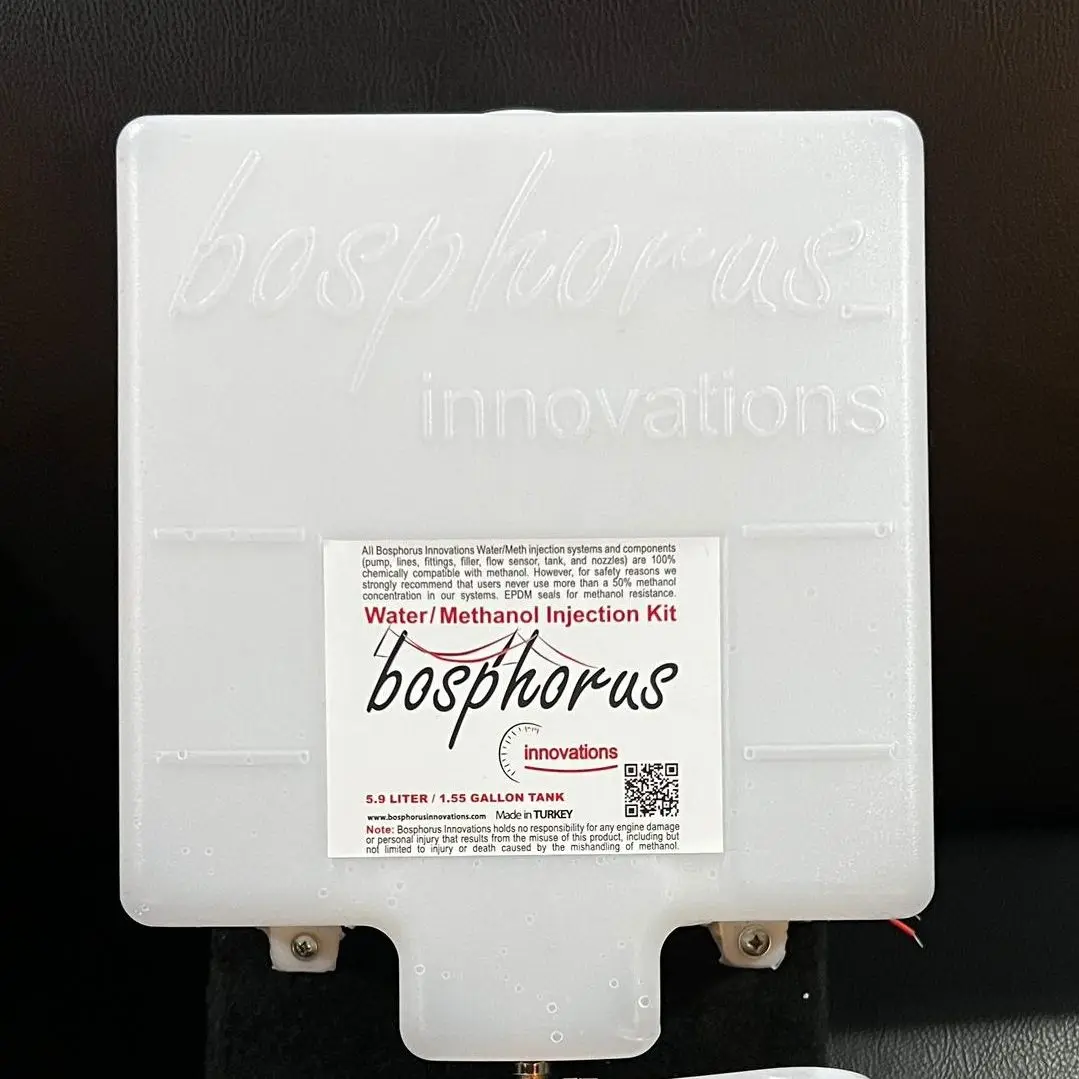 bosphorus
innovations
All Bosphorus Innovations Water/Meth injection systems and components
(pump, lines, fittings, filler, flow sensor, tank, and nozzles) are 100%
chemically compatible with methanol. However, for safety reasons we
strongly recommend that users never use more than a 50% methanol
concentration in our systems. EPDM seals for methanol resistance.
Water/Methanol Injection Kit
bosphorus
innovations
5.9 LITER / 1.55 GALLON TANK
www.bosphorusinnovations.com Made in TURKEY
Note: Bosphorus Innovations holds no responsibility for any engine damage
or personal injury that results from the misuse of this product, including but
not limited to injury or death caused by the mishandling of methanol.